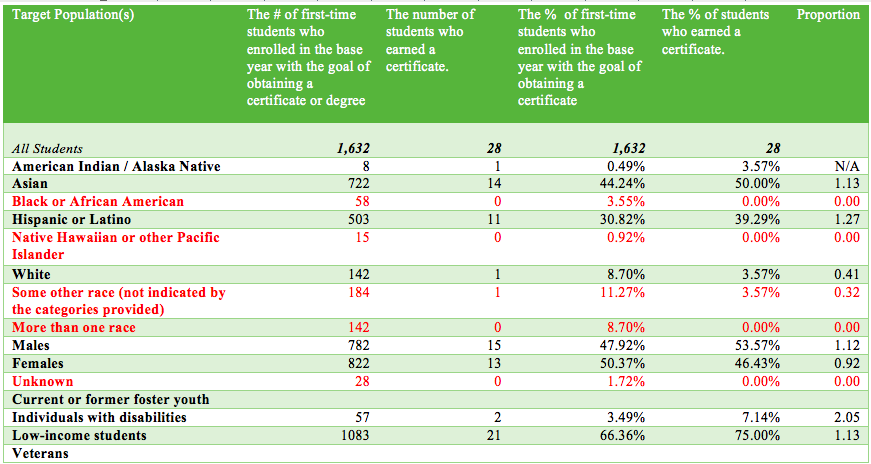 Target Population(s) The # of first-time The number of The % of first-time The % of students Proportion
students who students who students who who earned a
enrolled in the base earned a enrolled in the base certificate.
year with the goal of certificate. year with the goal of
obtaining a obtaining a
certificate or degree certificate
All Students 1,632 28 1,632 28
American Indian / Alaska Native 8 1 0.49% 3.57% N/A
Asian 722 14 44.24% 50.00% 1.13
Black or African American 58 0 3.55% 0.00% 0.00
Hispanic or Latino 503 11 30.82% 39.29% 1.27
Native Hawaiian or other Pacific 15 0 0.92% 0.00% 0.00
Islander
White 142 1 8.70% 3.57% 0.41
Some other race (not indicated by 184 1 11.27% 3.57% 0.32
the categories provided)
More than one race 142 0 8.70% 0.00% 0.00
Males 782 15 47.92% 53.57% 1.12
Females 822 13 50.37% 46.43% 0.92
Unknown 28 0 1.72% 0.00% 0.00
Current or former foster youth
Individuals with disabilities 57 2 3.49% 7.14% 2.05
Low-income students 1083 21 66.36% 75.00% 1.13
Veterans